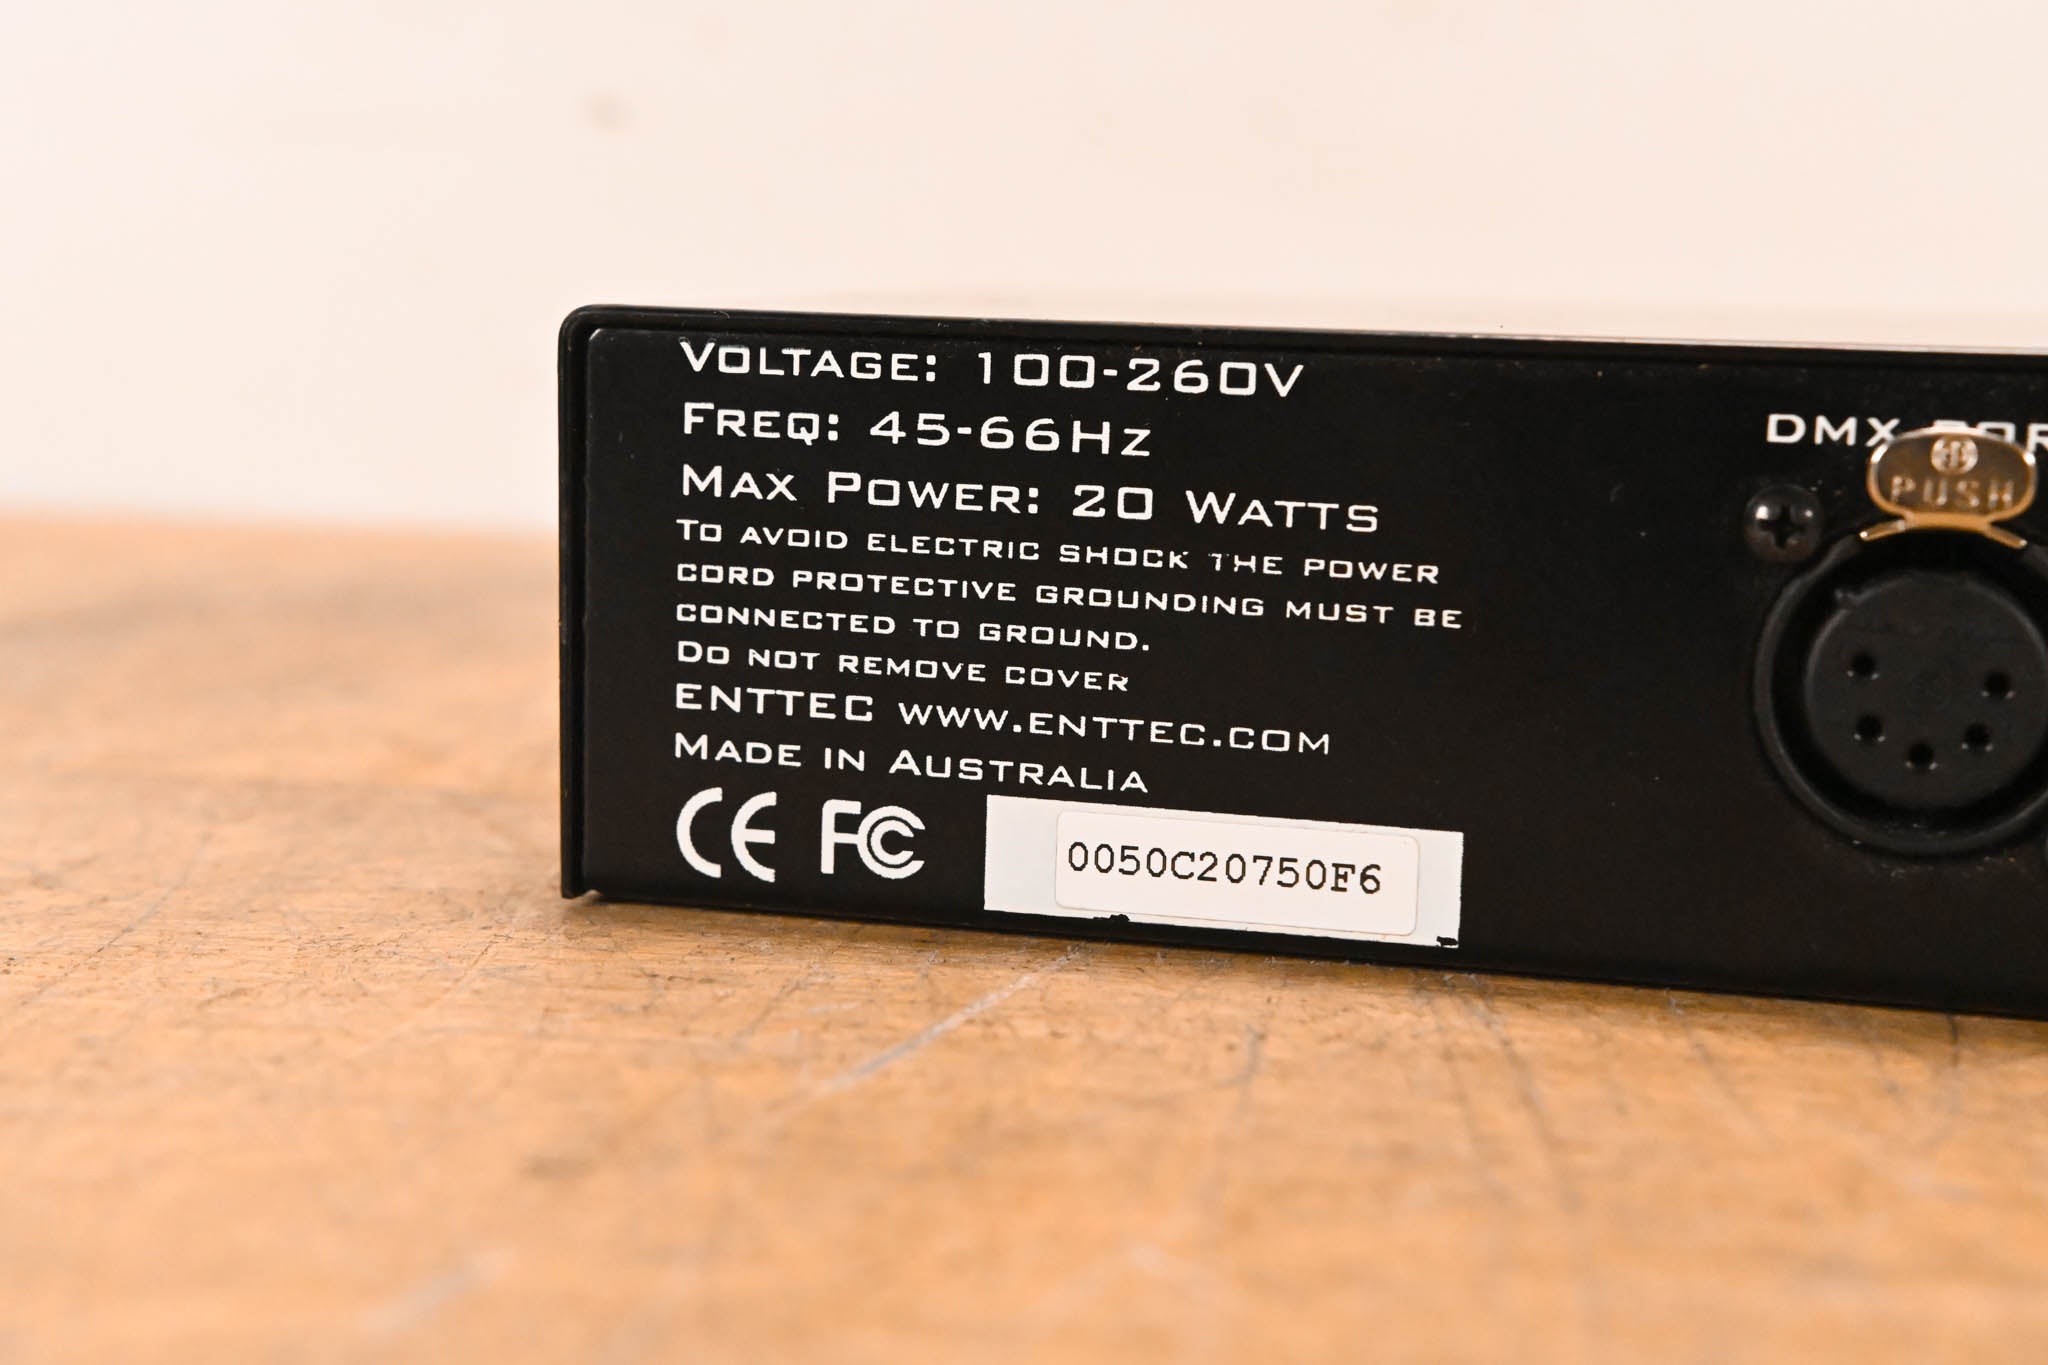 VOLTAGE: 100-260V
FREQ: 45-66HZ
MAX POWER: 20 WATTS
TO AVOID ELECTRIC SHOCK THE POWER
CORD PROTECTIVE GROUNDING MUST BE
CONNECTED TO GROUND.
DO NOT REMOVE COVER
ENTTEC WWW.ENTTEC.COM
MADE IN AUSTRALIA
CE FC
0050C20750F6
DMX
PUSH